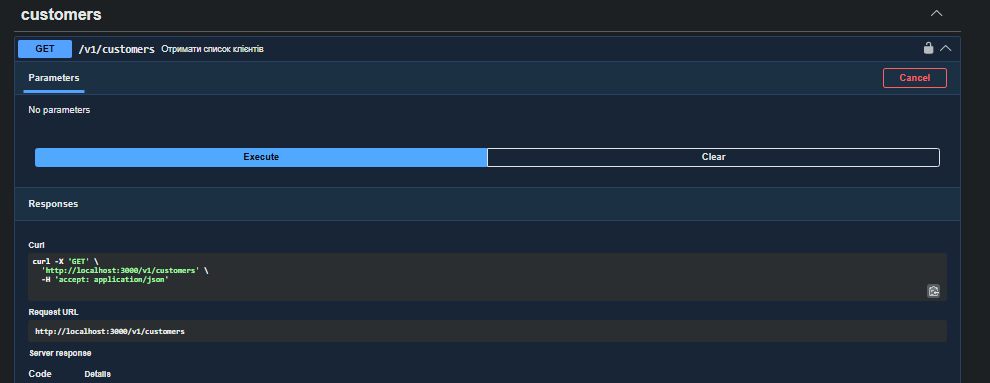 customers
GET /v1/customers Отримати список клієнтів
Parameters
Cancel
No parameters
Execute
Clear
Responses
Curl
curl -X 'GET' \
'http://localhost:3000/v1/customers' \
-H 'accept: application/json'
Request URL
http://localhost:3000/v1/customers
Server response
Code Details